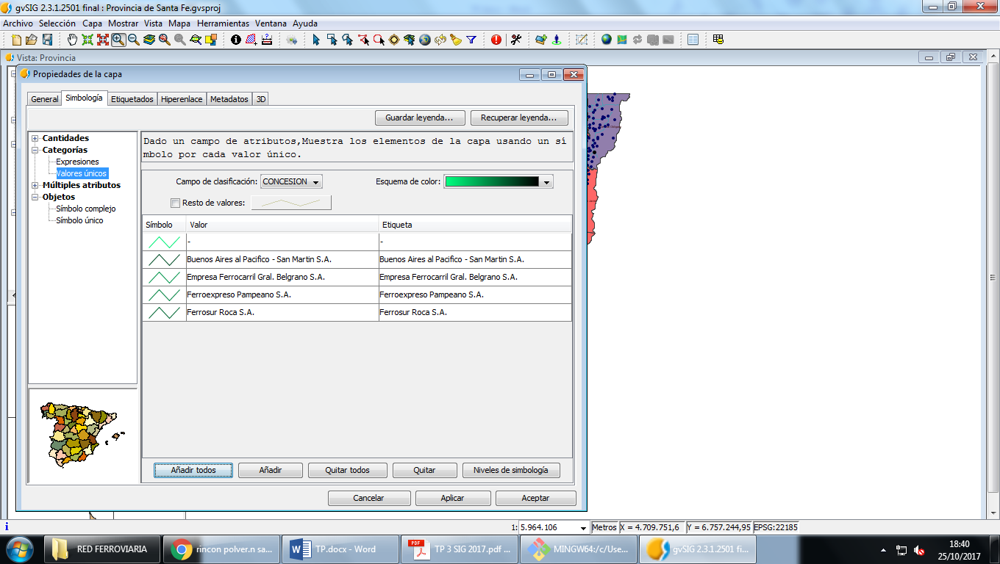 gvSIG 2.3.1.2501 final : Provincia de Santa Fe.gvsproj
Archivo Selección Capa Mostrar Vista Mapa Herramientas Ventana Ayuda
Vista: Provincia
Propiedades de la capa
General Simbología Etiquetados Hiperenlace Metadatos 3D
Guardar leyenda... Recuperar leyenda...
Cantidades
Categorías
Expresiones
Valores únicos
Múltiples atributos
Objetos
Símbolo complejo
Símbolo único
Dado un campo de atributos,Muestra los elementos de la capa usando un sí
mbolo por cada valor único.
Campo de clasificación: CONCESION Esquema de color:
Resto de valores:
Símbolo Valor Etiqueta
- -
Buenos Aires al Pacifico - San Martin S.A. Buenos Aires al Pacifico - San Martin S.A.
Empresa Ferrocarril Gral. Belgrano S.A. Empresa Ferrocarril Gral. Belgrano S.A.
Ferroexpreso Pampeano S.A. Ferroexpreso Pampeano S.A.
Ferrosur Roca S.A. Ferrosur Roca S.A.
Añadir todos Añadir Quitar todos Quitar Niveles de simbología
Cancelar Aplicar Aceptar
1: 5.964.106 Metros X = 4.709.751,6 Y = 6.757.244,95 EPSG:22185
RED FERROVIARIA rincon polver.n sa... TP.docx - Word PDF TP 3 SIG 2017.pdf ... MINGW64:/c/Use... gvSIG 2.3.1.2501 fi...
18:40
25/10/2017